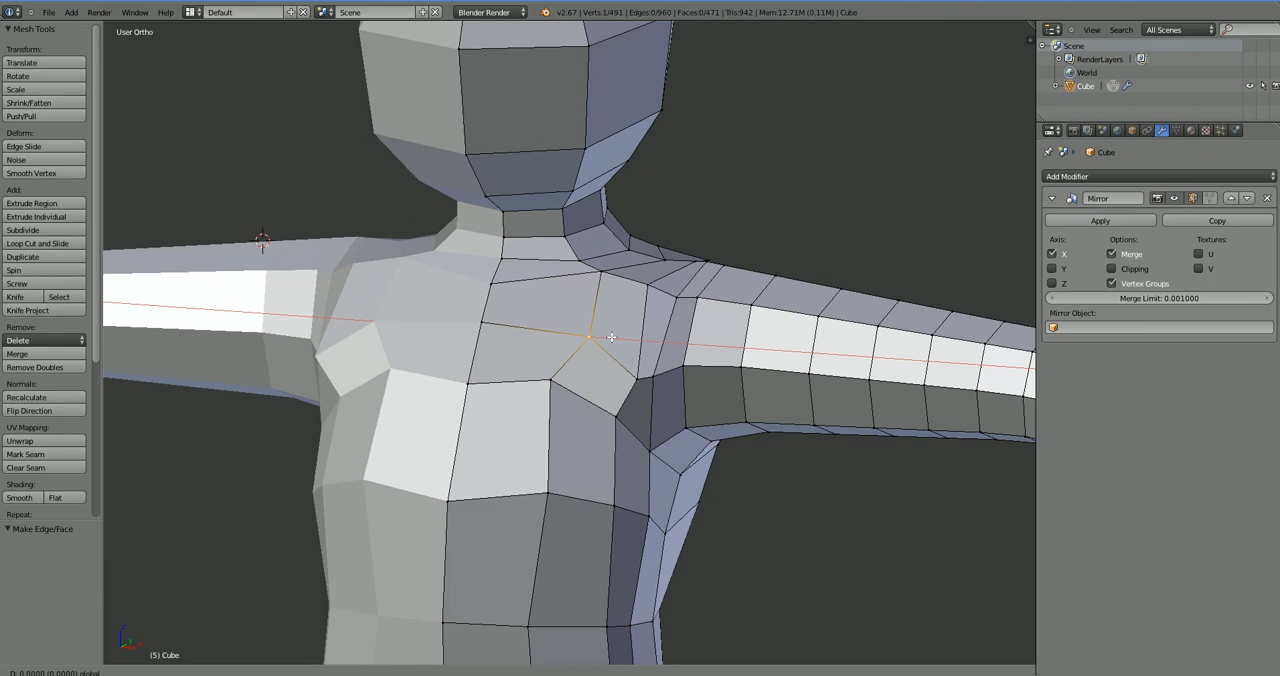 File Add Render Window Help Default Scene Blender Render v2.67 | Verts:1/491 | Edges:0/960 | Faces:0/471 | Tris:942 | Mem:12.71M (0.11M) | Cube
Mesh Tools
Transform:
Translate
Rotate
Scale
Shrink/Fatten
Push/Pull
Deform:
Edge Slide
Noise
Smooth Vertex
Add:
Extrude Region
Extrude Individual
Subdivide
Loop Cut and Slide
Duplicate
Spin
Screw
Knife Select
Knife Project
Remove:
Delete
Merge
Remove Doubles
Normals:
Recalculate
Flip Direction
UV Mapping:
Unwrap
Mark Seam
Clear Seam
Shading:
Smooth Flat
Repeat:
Make Edge/Face
User Ortho
z
y
x
(5) Cube
D: 0.0000 (0.0000) global
View Search All Scenes
Scene
RenderLayers |
World
Cube |
Cube
Add Modifier
Mirror
Apply Copy
Axis: Options: Textures:
X Merge U
Y Clipping V
Z Vertex Groups
Merge Limit: 0.001000
Mirror Object: